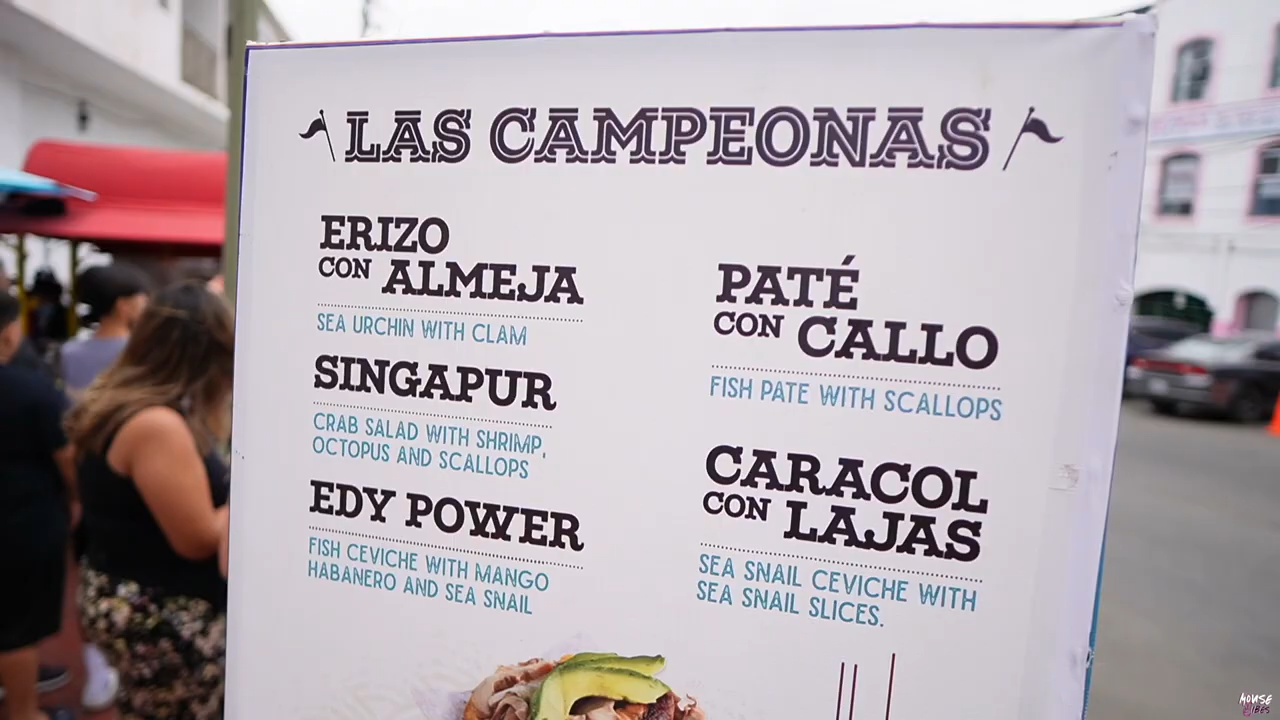 LAS CAMPEONAS
ERIZO
CON ALMEJA
SEA URCHIN WITH CLAM
SINGAPUR
CRAB SALAD WITH SHRIMP,
OCTOPUS AND SCALLOPS
EDY POWER
FISH CEVICHE WITH MANGO
HABANERO AND SEA SNAIL
PATÉ
CON CALLO
FISH PATE WITH SCALLOPS
CARACOL
CON LAJAS
SEA SNAIL CEVICHE WITH
SEA SNAIL SLICES.
MOUSE
VIBES